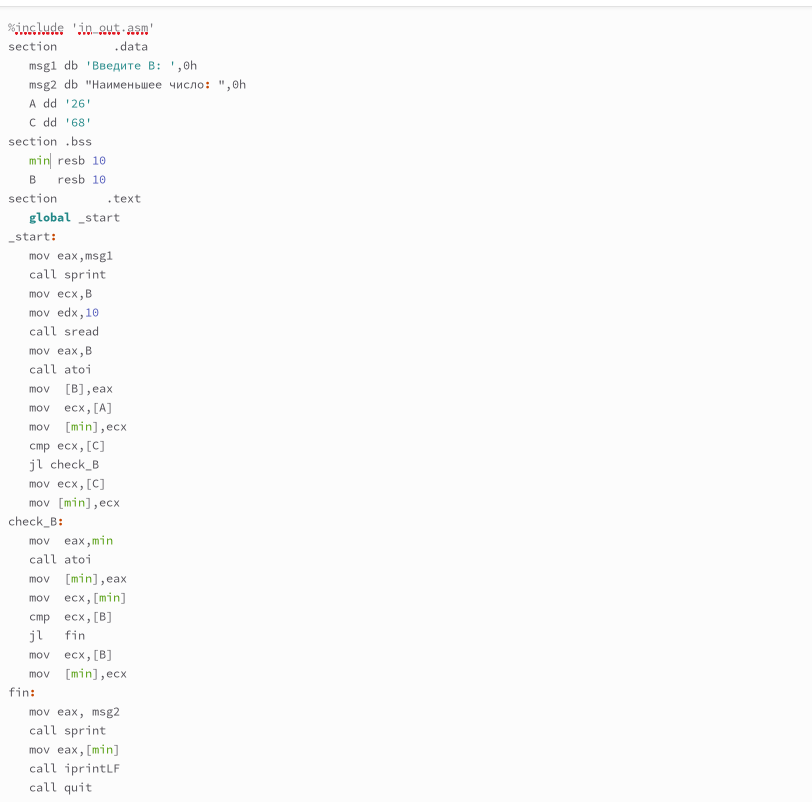 %include 'in_out.asm'
section        .data
   msg1 db 'Введите B: ',0h
   msg2 db "Наименьшее число: ",0h
   A dd '26'
   C dd '68'
section .bss
   min resb 10
   B   resb 10
section       .text
   global _start
_start:
   mov eax,msg1
   call sprint
   mov ecx,B
   mov edx,10
   call sread
   mov eax,B
   call atoi
   mov  [B],eax
   mov  ecx,[A]
   mov  [min],ecx
   cmp ecx,[C]
   jl check_B
   mov ecx,[C]
   mov [min],ecx
check_B:
   mov  eax,min
   call atoi
   mov  [min],eax
   mov  ecx,[min]
   cmp  ecx,[B]
   jl   fin
   mov  ecx,[B]
   mov  [min],ecx
fin:
   mov eax, msg2
   call sprint
   mov eax,[min]
   call iprintLF
   call quit